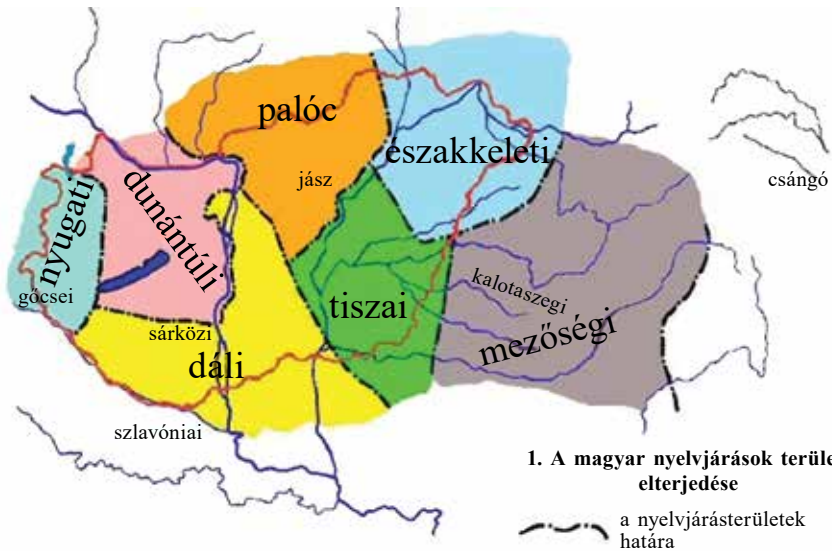 palóc
északkeleti
jász
csángó
nyugati
dunántúli
gőcsei
sárközi
tiszai
kalotaszegi
mezőségi
dáli
szlavóniai
1. A magyar nyelvjárások terüle
elterjedése
a nyelvjárásterületek
határa